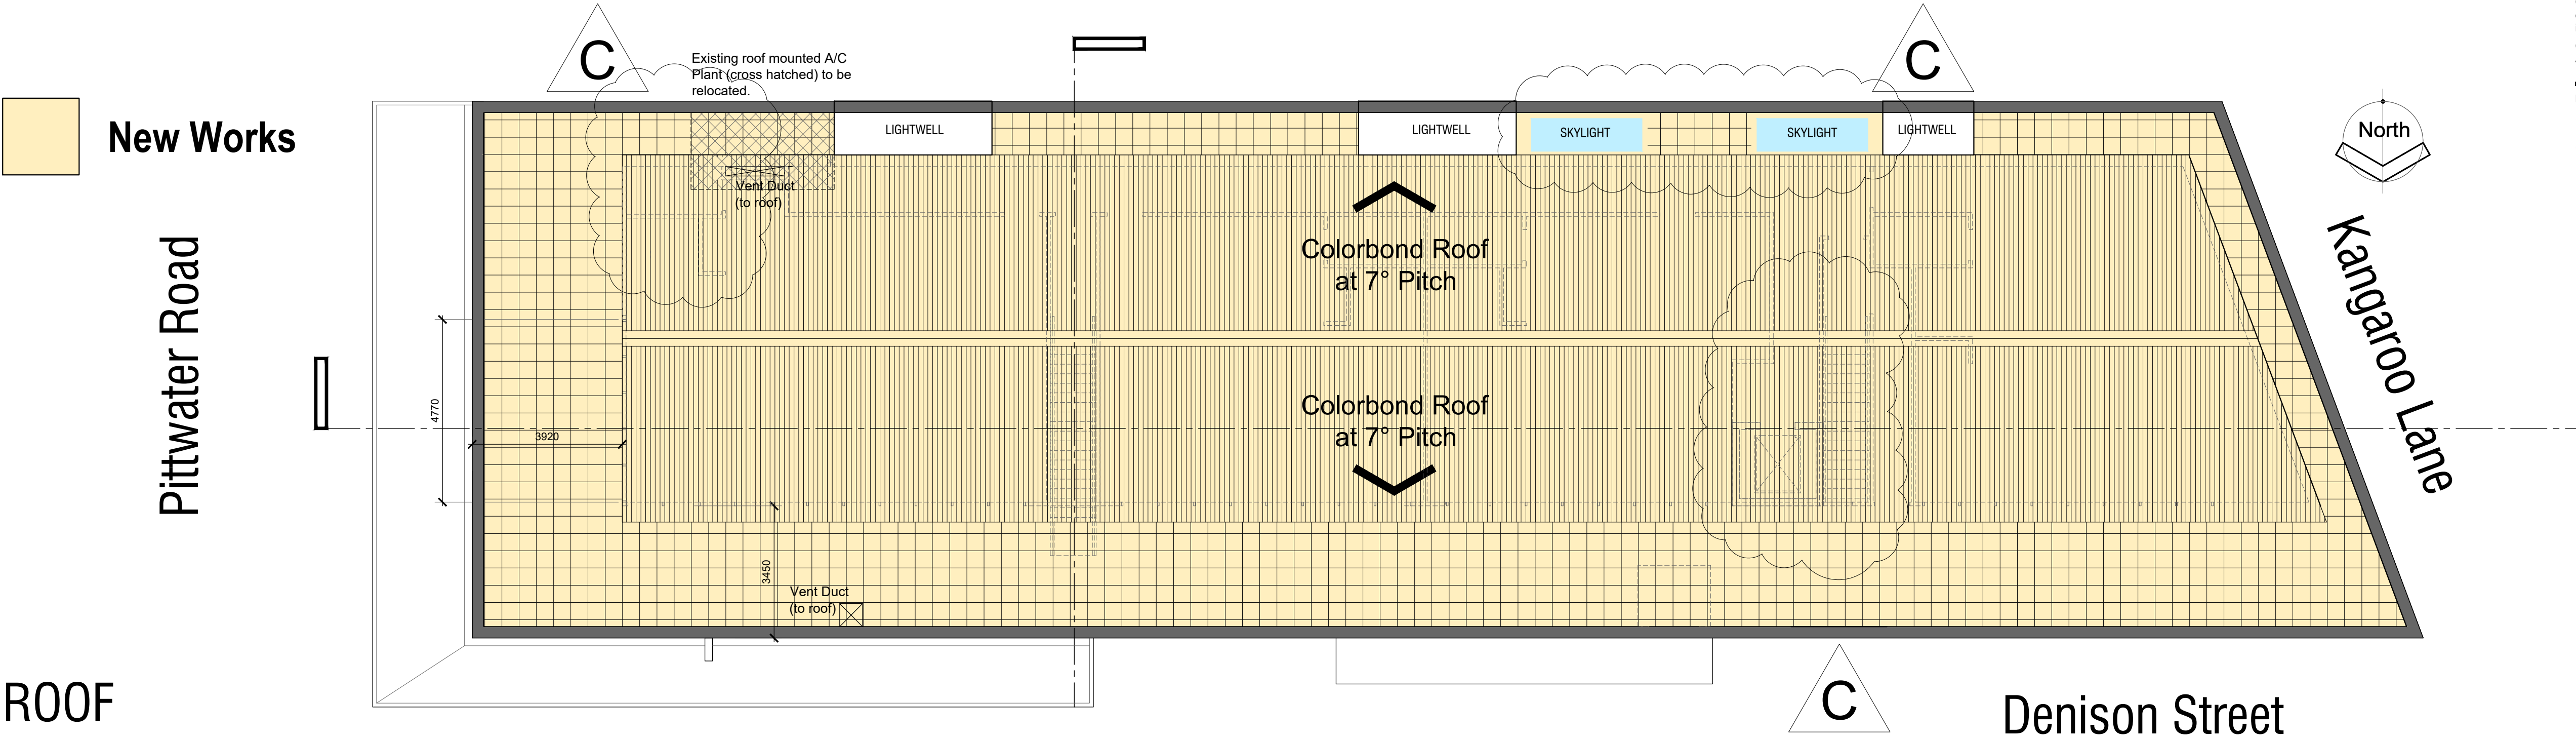 C
C
Existing roof mounted A/C
Plant (cross hatched) to be
relocated.
New Works
LIGHTWELL
LIGHTWELL
SKYLIGHT
SKYLIGHT
LIGHTWELL
North
Vent Duct
(to roof)
Pittwater Road
Colorbond Roof
at 7° Pitch
Kangaroo Lane
4770
3920
Colorbond Roof
at 7° Pitch
3450
Vent Duct
(to roof)
C
ROOF
Denison Street